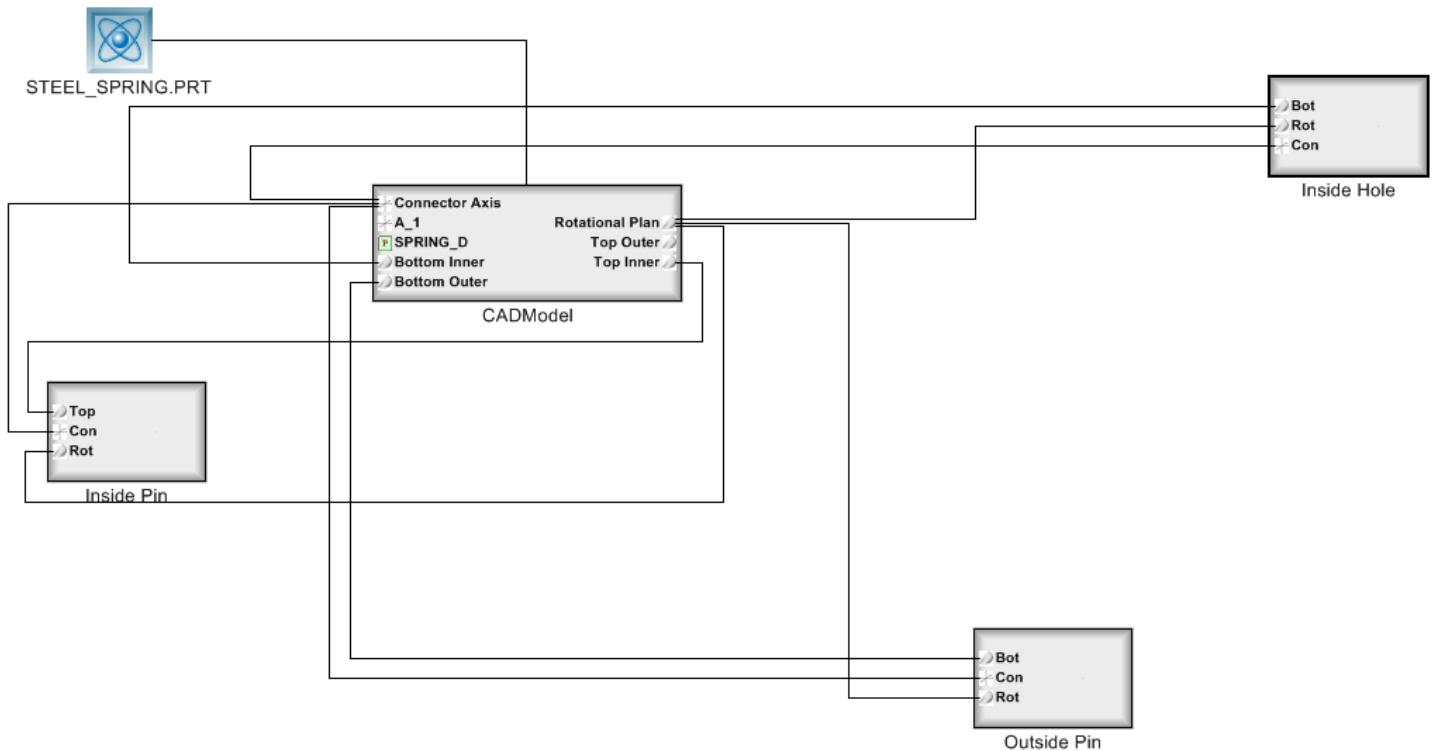 STEEL_SPRING.PRT
Bot
Rot
Con
Inside Hole
Connector Axis
A_1
Rotational Plan
P
SPRING_D
Top Outer
Bottom Inner
Top Inner
Bottom Outer
CADModel
Top
Con
Rot
Inside Pin
Bot
Con
Rot
Outside Pin